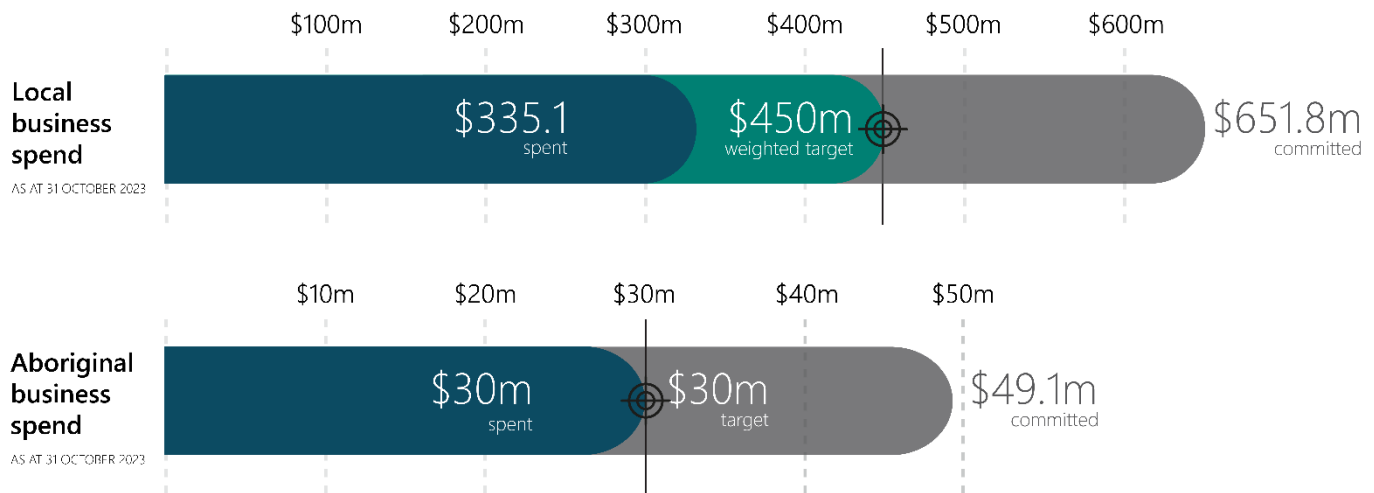 $100m $200m $300m $400m $500m $600m
Local
business
spend
AS AT 31 OCTOBER 2023
$335.1
spent
$450m
weighted target
$651.8m
committed
$10m $20m $30m $40m $50m
Aboriginal
business
spend
AS AT 31 OCTOBER 2023
$30m
spent
$30m
target
$49.1m
committed